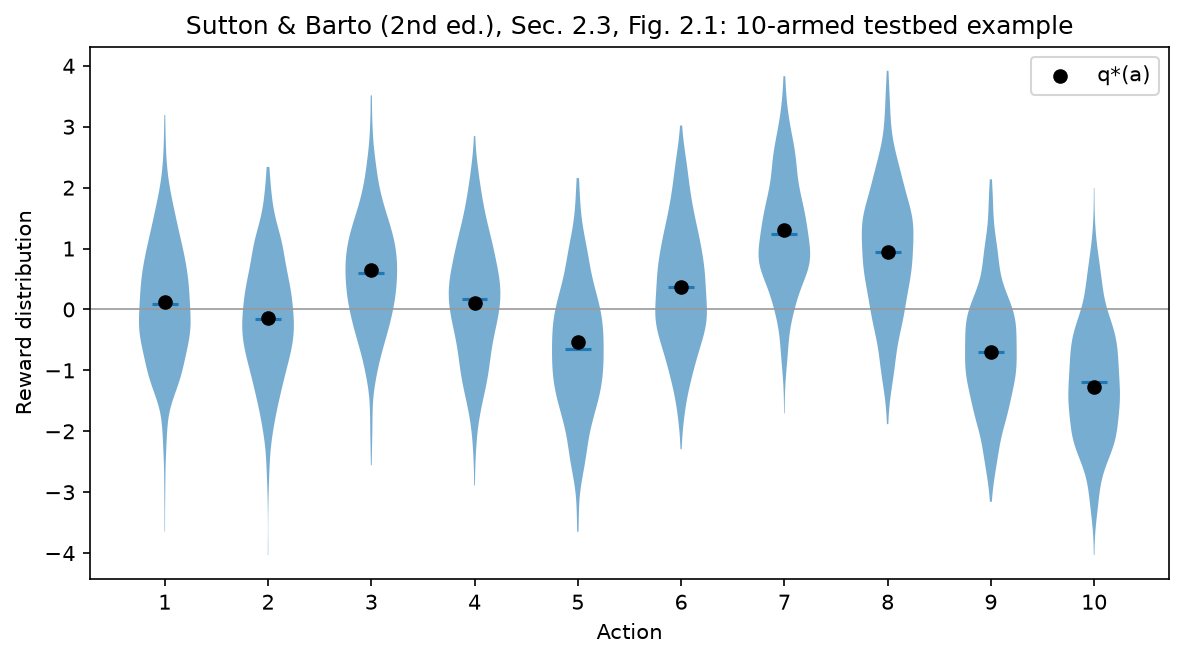 Sutton & Barto (2nd ed.), Sec. 2.3, Fig. 2.1: 10-armed testbed example
q*(a)
Reward distribution
4
3
2
1
0
−1
−2
−3
−4
1 2 3 4 5 6 7 8 9 10
Action